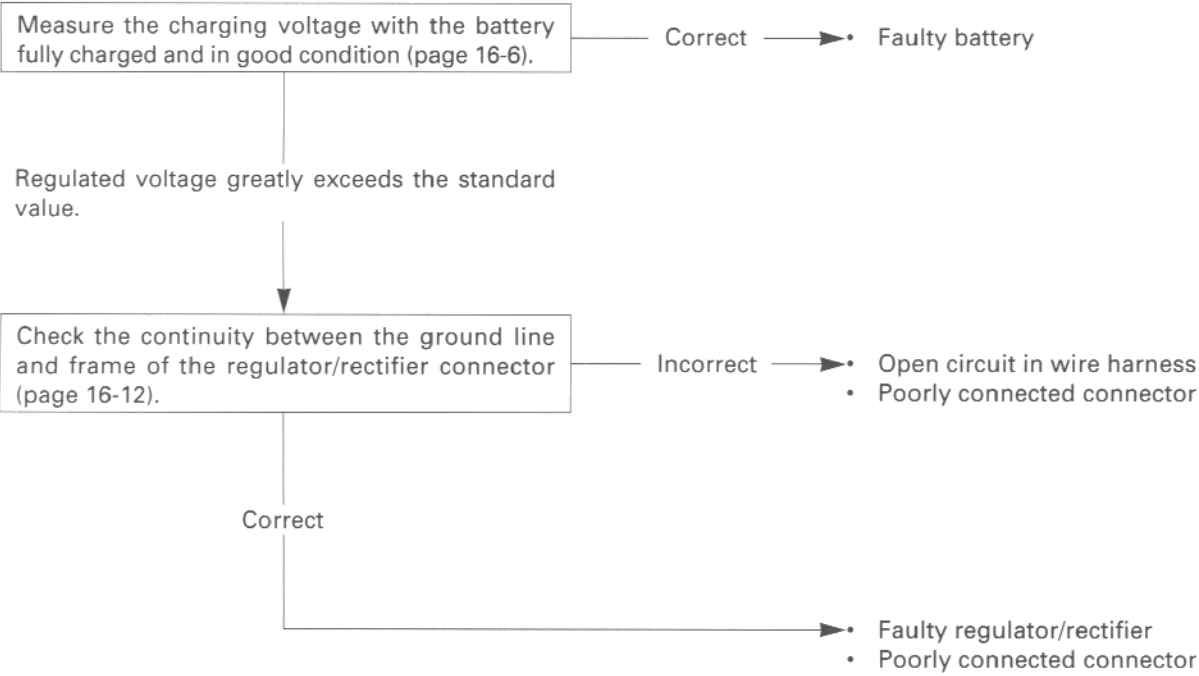 Measure the charging voltage with the battery
fully charged and in good condition (page 16-6).
Correct
• Faulty battery
Regulated voltage greatly exceeds the standard
value.
Check the continuity between the ground line
and frame of the regulator/rectifier connector
(page 16-12).
Incorrect
• Open circuit in wire harness
• Poorly connected connector
Correct
• Faulty regulator/rectifier
• Poorly connected connector